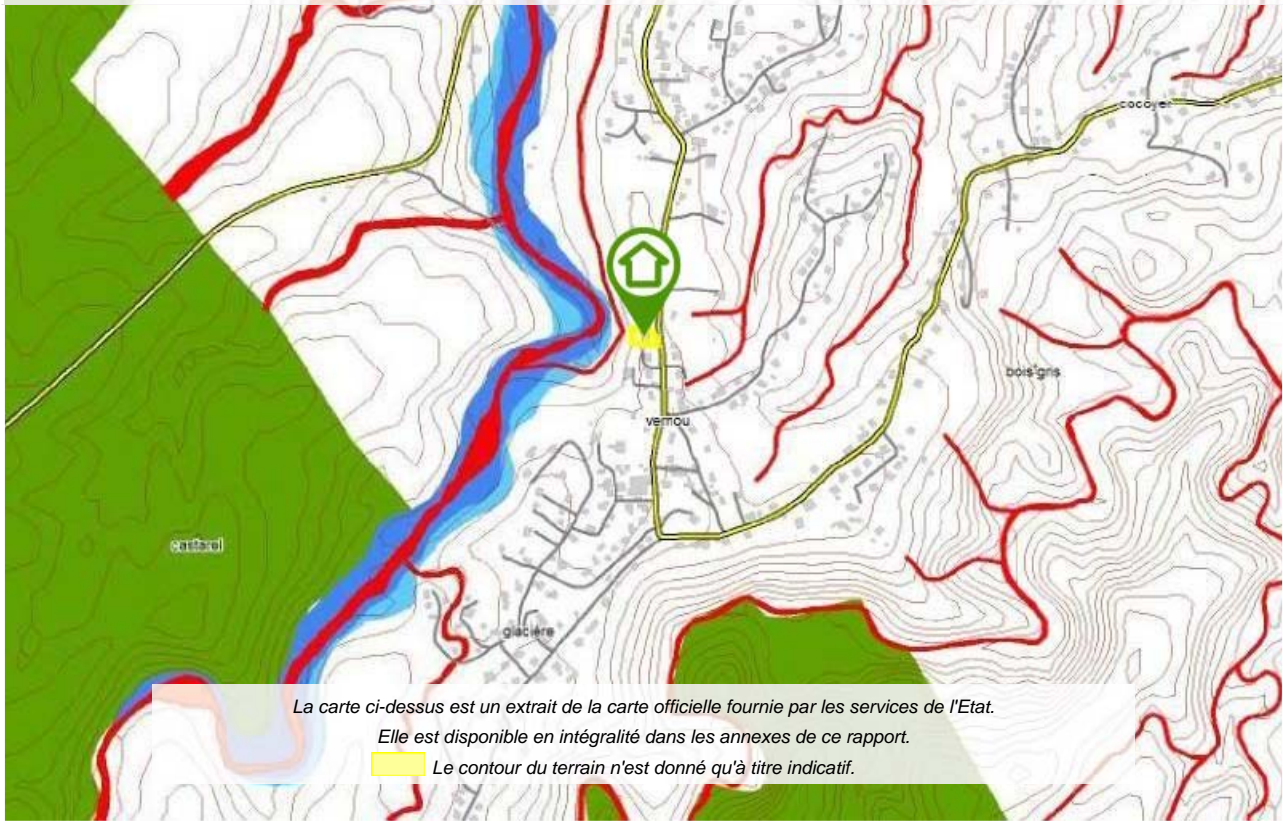 cocoyer
bois gris
vernou
castarel
glacière
La carte ci-dessus est un extrait de la carte officielle fournie par les services de l'Etat.
Elle est disponible en intégralité dans les annexes de ce rapport.
Le contour du terrain n'est donné qu'à titre indicatif.